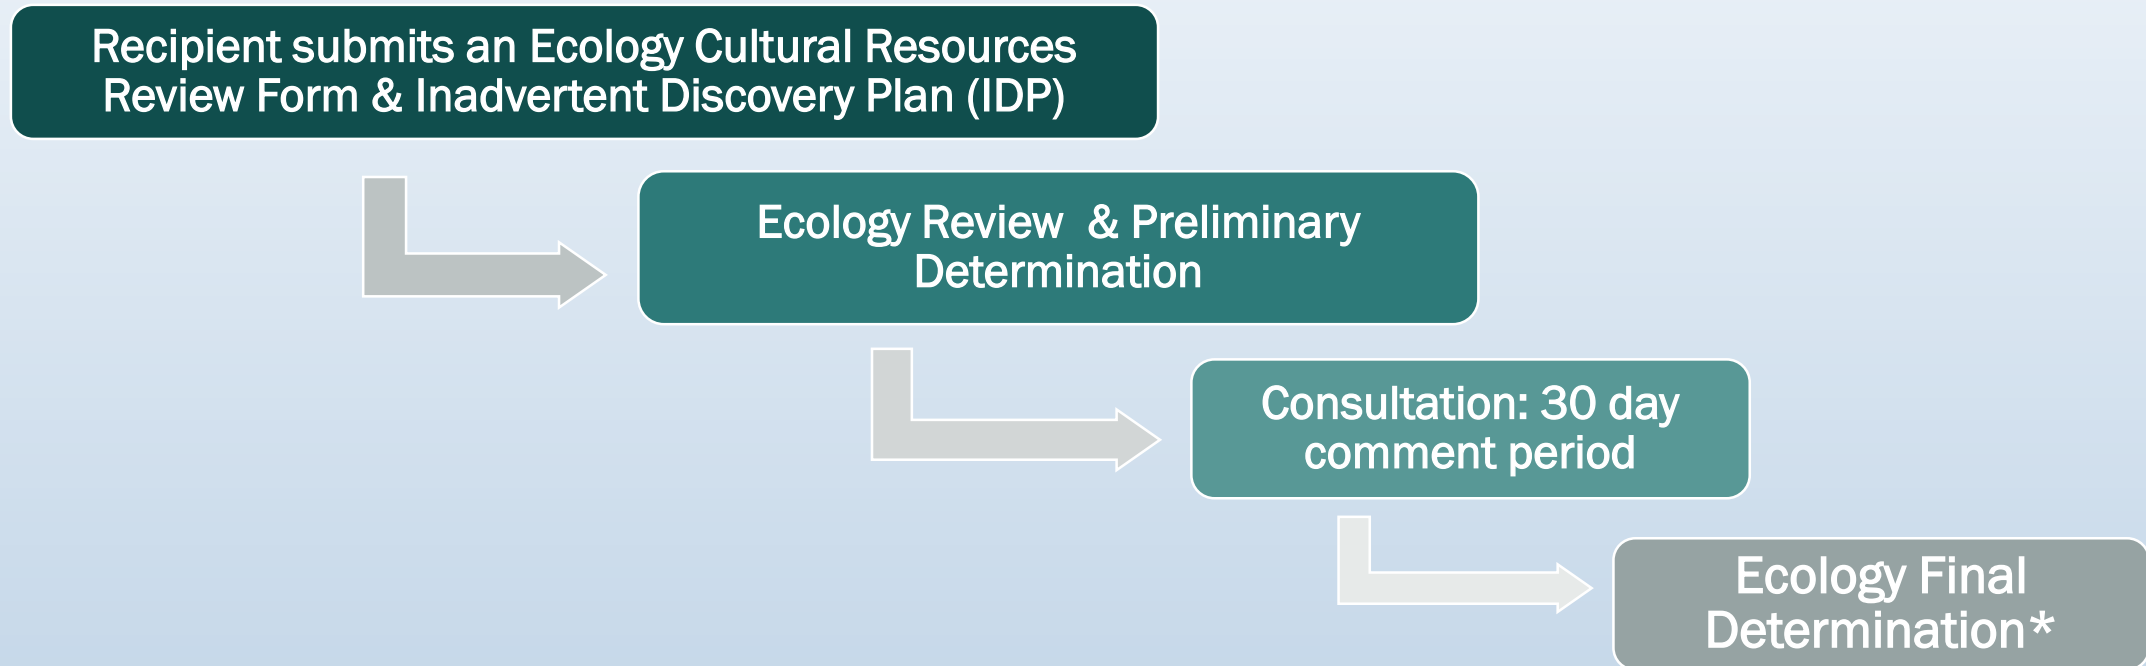 Recipient submits an Ecology Cultural Resources
Review Form & Inadvertent Discovery Plan (IDP)
Ecology Review & Preliminary
Determination
Consultation: 30 day
comment period
Ecology Final
Determination*